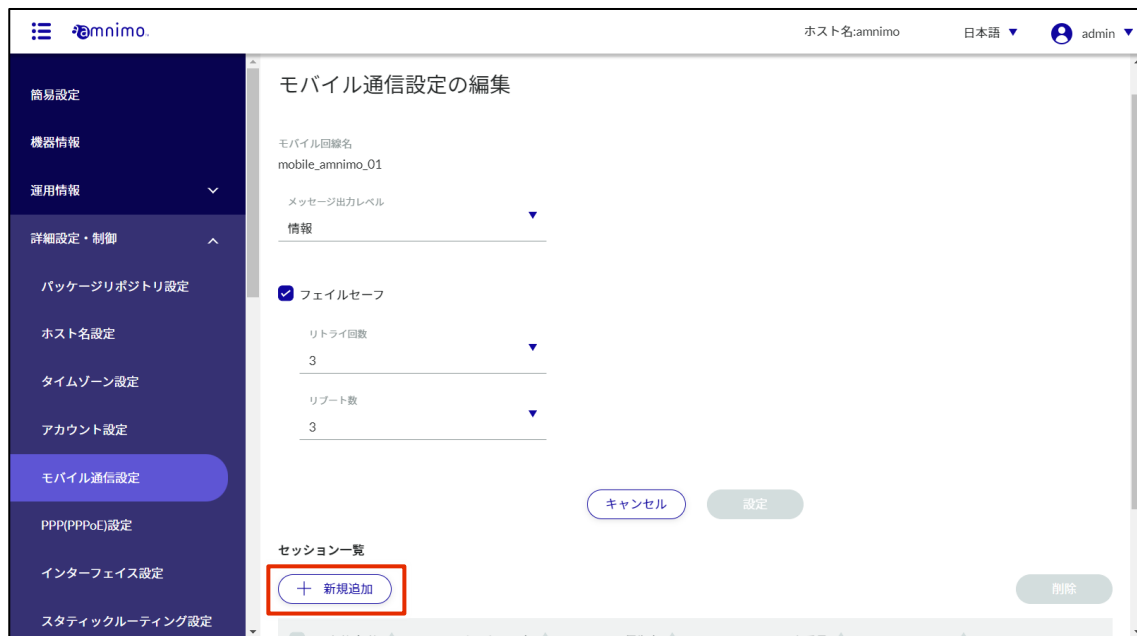 amnimo.
ホスト名:amnimo
日本語
admin
簡易設定
機器情報
運用情報
詳細設定・制御
パッケージリポジトリ設定
ホスト名設定
タイムゾーン設定
アカウント設定
モバイル通信設定
PPP(PPPoE)設定
インターフェイス設定
スタティックルーティング設定
モバイル通信設定の編集
モバイル回線名
mobile_amnimo_01
メッセージ出力レベル
情報
フェイルセーフ
リトライ回数
3
リブート数
3
キャンセル
設定
セッション一覧
+ 新規追加
削除